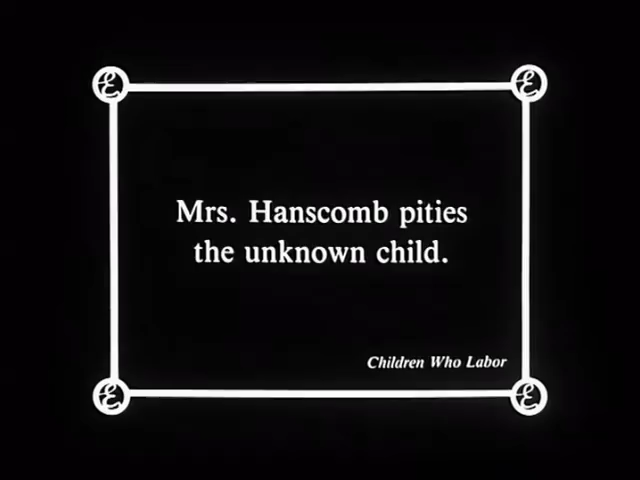 Mrs. Hanscomb pities
the unknown child.
Children Who Labor